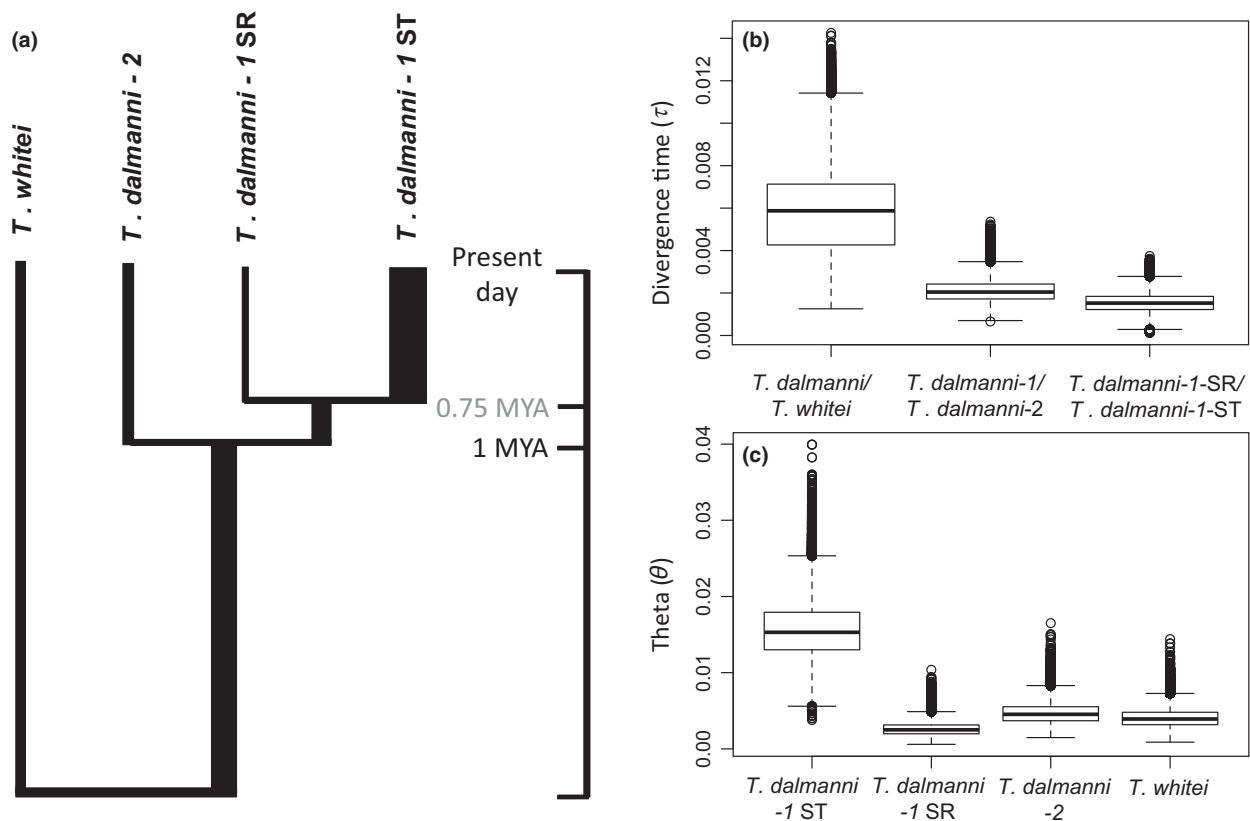 (a)
T. whitei
T. dalmanni - 2
T. dalmanni - 1 SR
T. dalmanni - 1 ST
Present
day
0.75 MYA
1 MYA
(b)
Divergence time (τ)
0.012
0.008
0.004
0.000
T. dalmanni/
T. whitei
T. dalmanni-1/
T. dalmanni-2
T. dalmanni-1-SR/
T. dalmanni-1-ST
(c)
Theta (θ)
0.04
0.03
0.02
0.01
0.00
T. dalmanni
-1 ST
T. dalmanni
-1 SR
T. dalmanni
-2
T. whitei